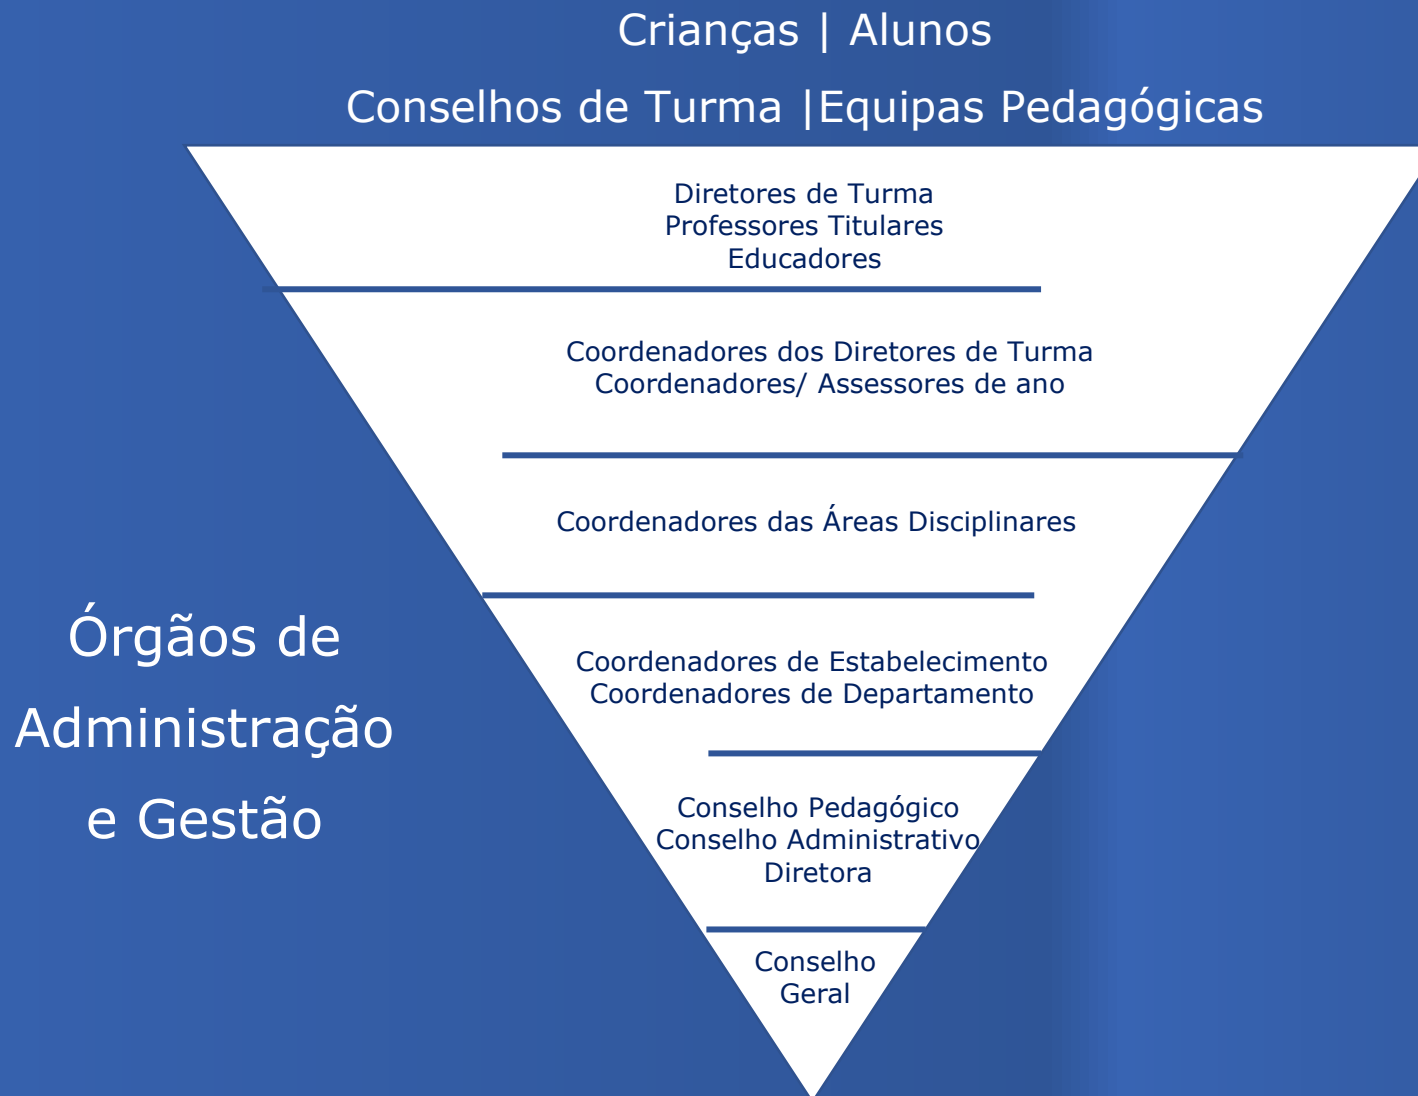 Crianças | Alunos
Conselhos de Turma |Equipas Pedagógicas
Diretores de Turma
Professores Titulares
Educadores
Coordenadores dos Diretores de Turma
Coordenadores/ Assessores de ano
Coordenadores das Áreas Disciplinares
Órgãos de
Administração
e Gestão
Coordenadores de Estabelecimento
Coordenadores de Departamento
Conselho Pedagógico
Conselho Administrativo
Diretora
Conselho
Geral